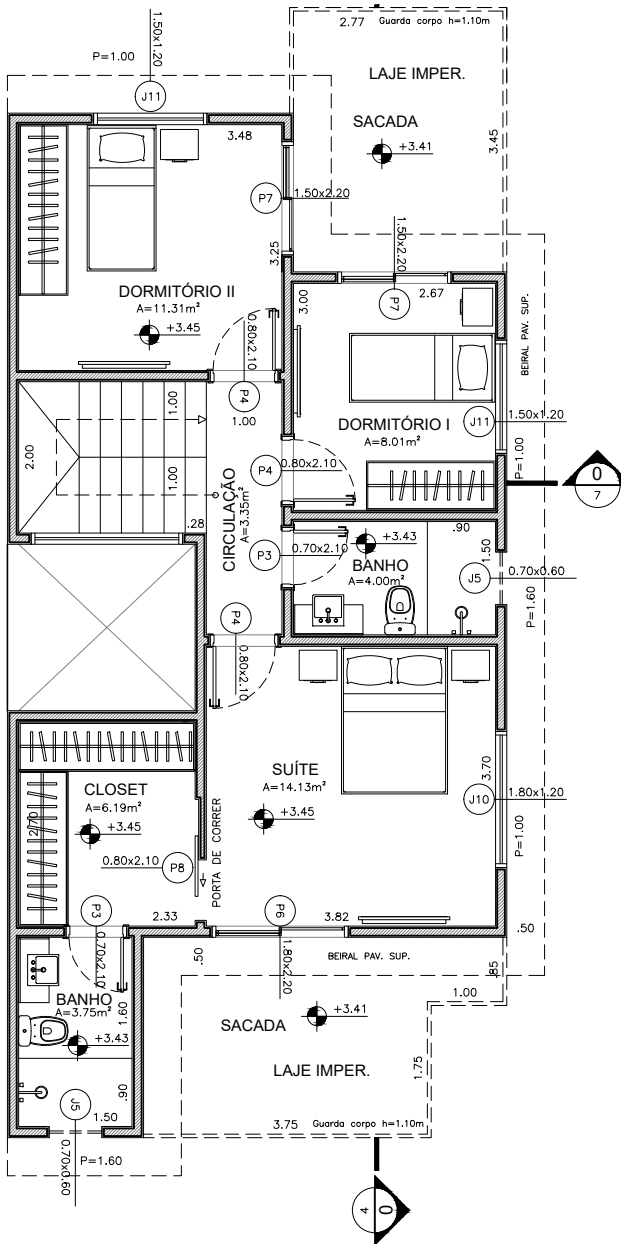 2.77 Guarda corpo h=1.10m
1.50x1.20
P=1.00
LAJE IMPER.
J11
SACADA
3.48
+3.41
3.45
P7
1.50x2.20
1.50x2.20
3.25
P7
2.67
DORMITÓRIO II
A=11.31m²
+3.45
3.00
BEIRAL PAV. SUP.
0.80x2.10
P4
1.00
1.00
DORMITÓRIO I
A=8.01m²
J11
1.50x1.20
P=1.00
2.00
1.00
P4
0.80x2.10
0
7
.28
CIRCULAÇÃO
A=3.35m²
+3.43
.90
P3
0.70x2.10
BANHO
A=4.00m²
1.50
J5
0.70x0.60
P=1.60
P4
0.80x2.10
SUÍTE
A=14.13m²
+3.45
3.70
J10
1.80x1.20
P=1.00
CLOSET
A=6.19m²
2.70
+3.45
0.80x2.10
P8
PORTA DE CORRER
P3
0.70x2.10
2.33
P6
1.80x2.20
3.82
.50
.50
BEIRAL PAV. SUP.
.85
1.00
BANHO
A=3.75m²
1.60
+3.43
SACADA
+3.41
LAJE IMPER.
1.75
.90
J5
1.50
3.75 Guarda corpo h=1.10m
0.70x0.60
P=1.60
4
0